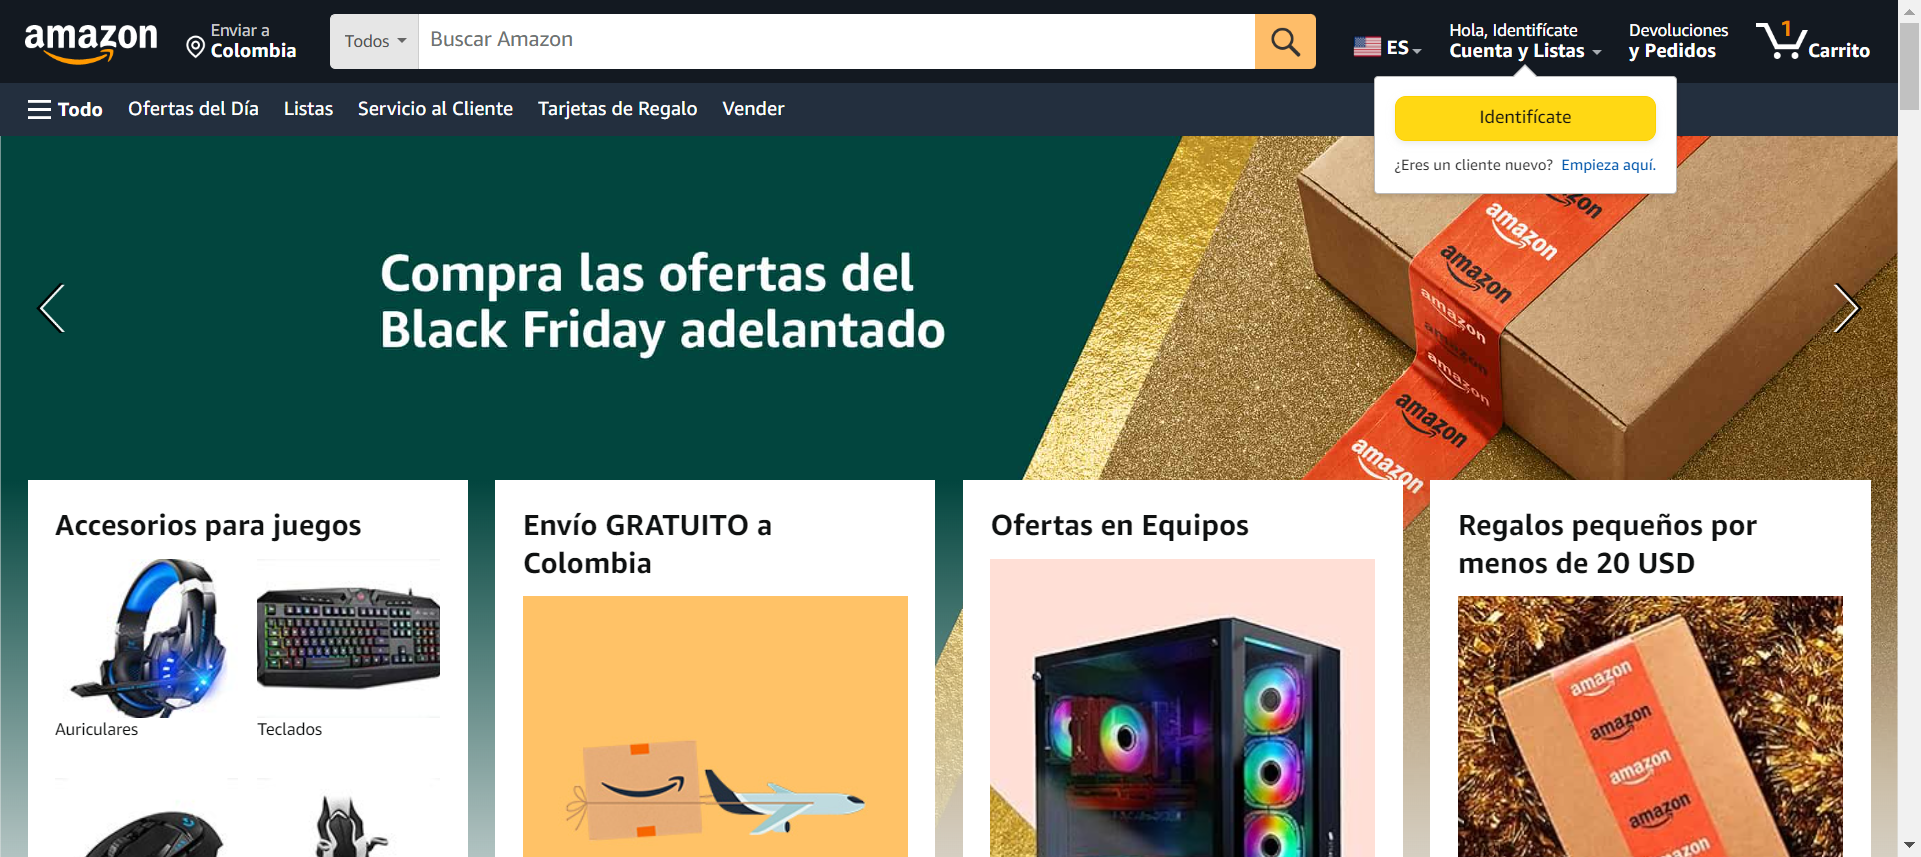 amazon
Enviar a
Colombia
Todos
Buscar Amazon
ES
Hola, Identifícate
Cuenta y Listas
Devoluciones
y Pedidos
1
Carrito
Todo
Ofertas del Día
Listas
Servicio al Cliente
Tarjetas de Regalo
Vender
Identifícate
¿Eres un cliente nuevo? Empieza aquí.
Compra las ofertas del
Black Friday adelantado
amazon
amazon
amazon
amazon
amazon
amazon
amazon
Accesorios para juegos
Auriculares
Teclados
Envío GRATUITO a
Colombia
Ofertas en Equipos
Regalos pequeños por
menos de 20 USD
amazon
amazon
amazon
amazon